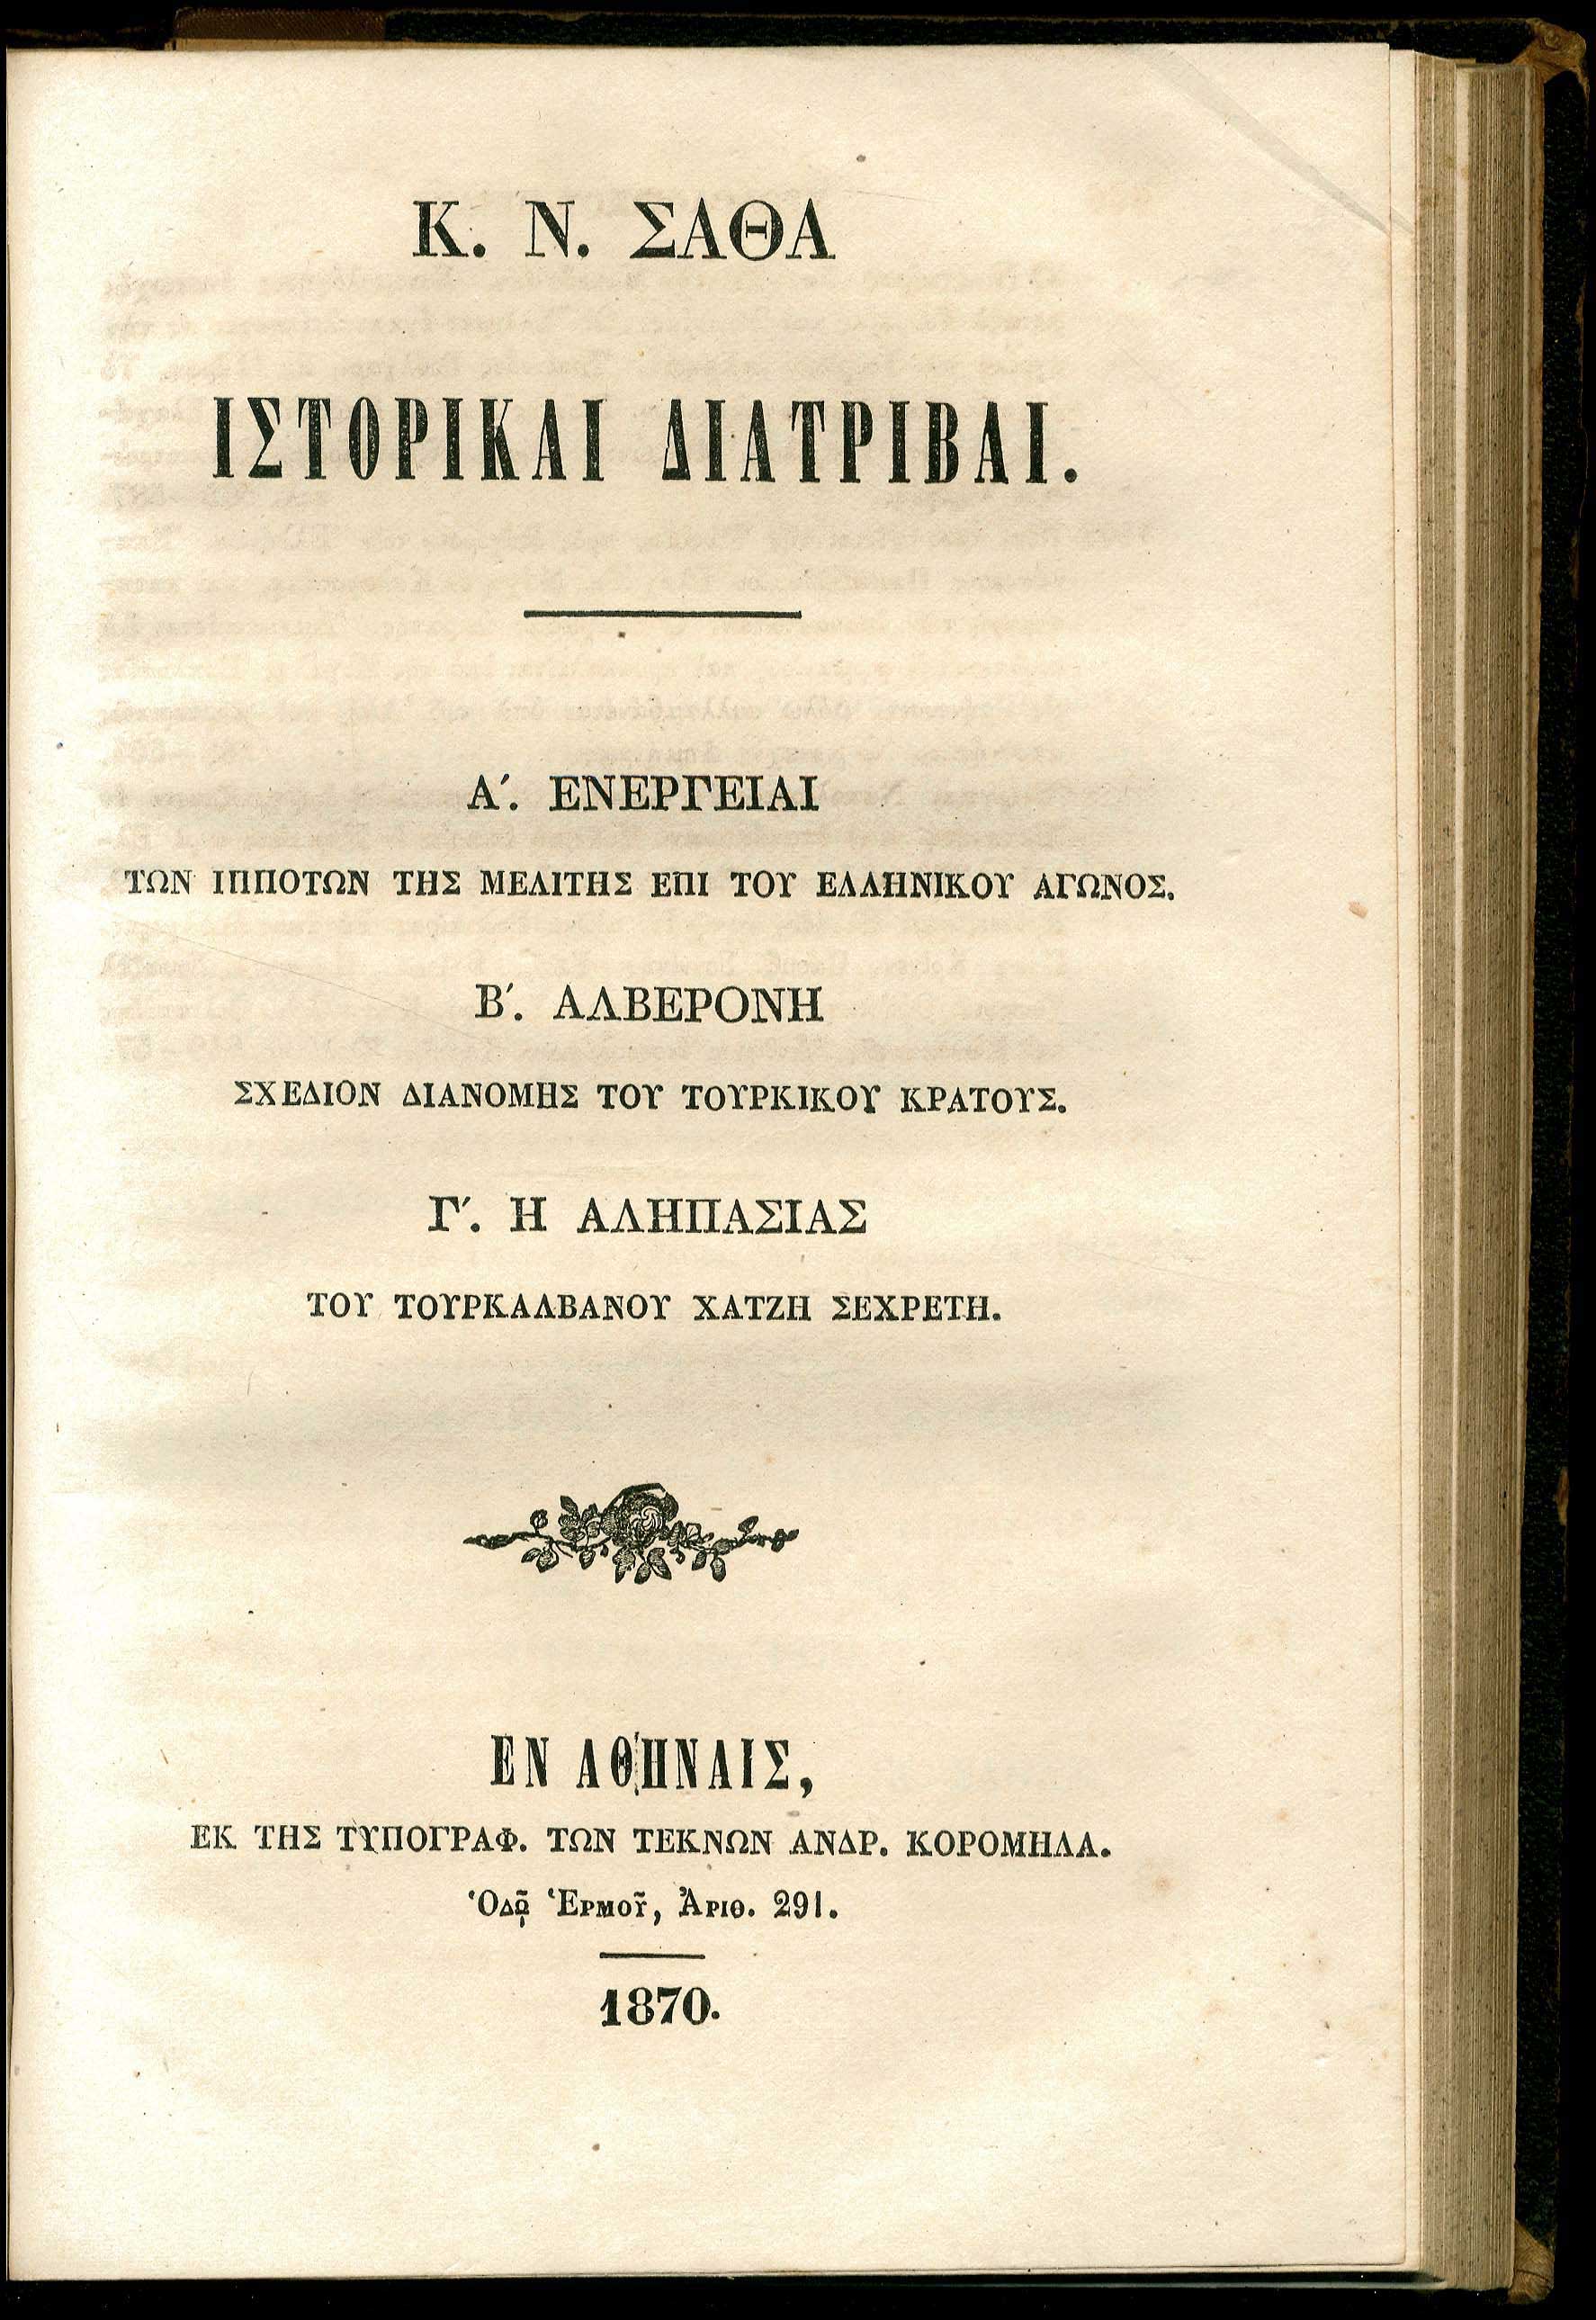 Κ. Ν. ΣΑΘΑ
ΙΣΤΟΡΙΚΑΙ ΔΙΑΤΡΙΒΑΙ.
Α΄. ΕΝΕΡΓΕΙΑΙ
ΤΩΝ ΙΠΠΟΤΩΝ ΤΗΣ ΜΕΛΙΤΗΣ ΕΠΙ ΤΟΥ ΕΛΛΗΝΙΚΟΥ ΑΓΩΝΟΣ.
Β΄. ΑΛΒΕΡΟΝΗ
ΣΧΕΔΙΟΝ ΔΙΑΝΟΜΗΣ ΤΟΥ ΤΟΥΡΚΙΚΟΥ ΚΡΑΤΟΥΣ.
Γ΄. Η ΑΛΗΠΑΣΙΑΣ
ΤΟΥ ΤΟΥΡΚΑΛΒΑΝΟΥ ΧΑΤΖΗ ΣΕΧΡΕΤΗ.
ΕΝ ΑΘΗΝΑΙΣ,
ΕΚ ΤΗΣ ΤΥΠΟΓΡΑΦ. ΤΩΝ ΤΕΚΝΩΝ ΑΝΔΡ. ΚΟΡΟΜΗΛΑ.
Ὁδῷ Ἑρμοῦ, Ἀριθ. 291.
1870.